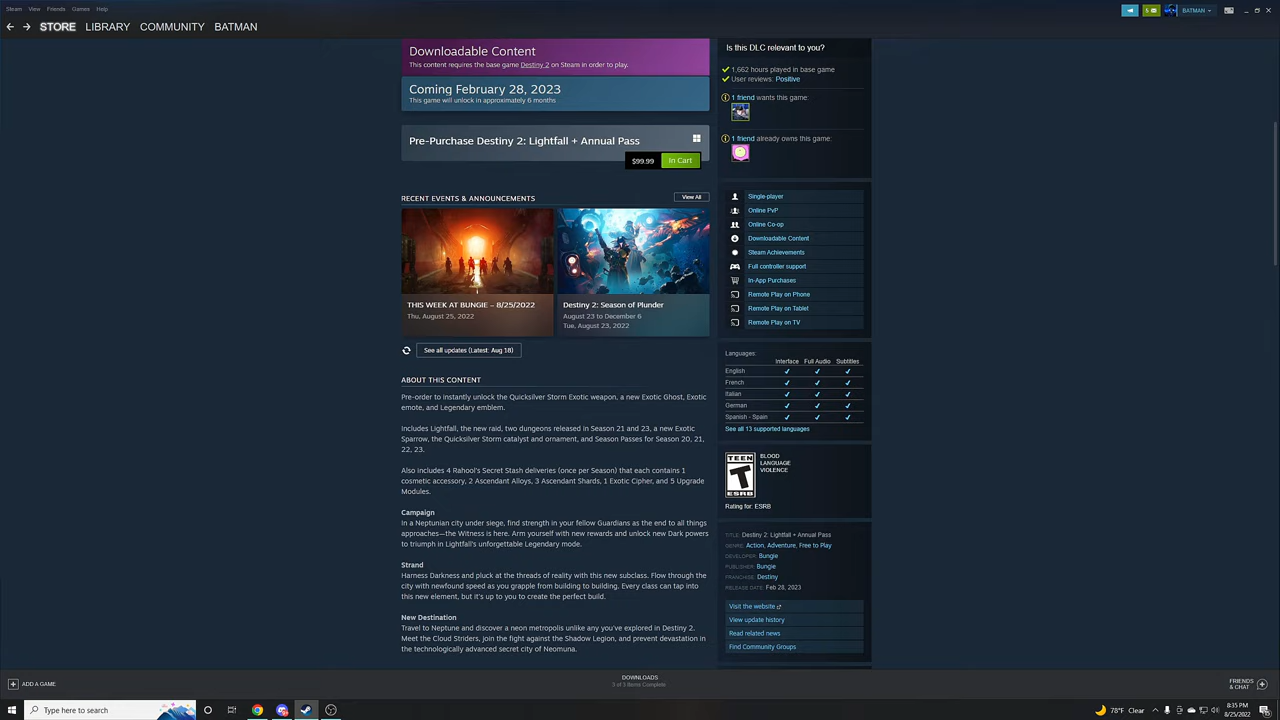 Steam View Friends Games Help
5 BATMAN
STORE LIBRARY COMMUNITY BATMAN
Downloadable Content
This content requires the base game Destiny 2 on Steam in order to play.
Coming February 28, 2023
This game will unlock in approximately 6 months
Pre-Purchase Destiny 2: Lightfall + Annual Pass
$99.99 In Cart
RECENT EVENTS & ANNOUNCEMENTS View All
THIS WEEK AT BUNGIE – 8/25/2022
Thu, August 25, 2022
Destiny 2: Season of Plunder
August 23 to December 6
Tue, August 23, 2022
See all updates (Latest: Aug 18)
ABOUT THIS CONTENT
Pre-order to instantly unlock the Quicksilver Storm Exotic weapon, a new Exotic Ghost, Exotic
emote, and Legendary emblem.
Includes Lightfall, the new raid, two dungeons released in Season 21 and 23, a new Exotic
Sparrow, the Quicksilver Storm catalyst and ornament, and Season Passes for Season 20, 21,
22, 23.
Also includes 4 Rahool's Secret Stash deliveries (once per Season) that each contains 1
cosmetic accessory, 2 Ascendant Alloys, 3 Ascendant Shards, 1 Exotic Cipher, and 5 Upgrade
Modules.
Campaign
In a Neptunian city under siege, find strength in your fellow Guardians as the end to all things
approaches—the Witness is here. Arm yourself with new rewards and unlock new Dark powers
to triumph in Lightfall's unforgettable Legendary mode.
Strand
Harness Darkness and pluck at the threads of reality with this new subclass. Flow through the
city with newfound speed as you grapple from building to building. Every class can tap into
this new element, but it's up to you to create the perfect build.
New Destination
Travel to Neptune and discover a neon metropolis unlike any you've explored in Destiny 2.
Meet the Cloud Striders, join the fight against the Shadow Legion, and prevent devastation in
the technologically advanced secret city of Neomuna.
Is this DLC relevant to you?
1,662 hours played in base game
User reviews: Positive
1 friend wants this game:
1 friend already owns this game:
Single-player
Online PvP
Online Co-op
Downloadable Content
Steam Achievements
Full controller support
In-App Purchases
Remote Play on Phone
Remote Play on Tablet
Remote Play on TV
Languages:
Interface Full Audio Subtitles
English ✔ ✔ ✔
French ✔ ✔ ✔
Italian ✔ ✔ ✔
German ✔ ✔ ✔
Spanish - Spain ✔ ✔ ✔
See all 13 supported languages
TEEN
T
ESRB
BLOOD
LANGUAGE
VIOLENCE
Rating for: ESRB
TITLE: Destiny 2: Lightfall + Annual Pass
GENRE: Action, Adventure, Free to Play
DEVELOPER: Bungie
PUBLISHER: Bungie
FRANCHISE: Destiny
RELEASE DATE: Feb 28, 2023
Visit the website
View update history
Read related news
Find Community Groups
ADD A GAME
DOWNLOADS
3 of 3 Items Complete
FRIENDS
& CHAT
Type here to search
78°F Clear
8:35 PM
8/25/2022